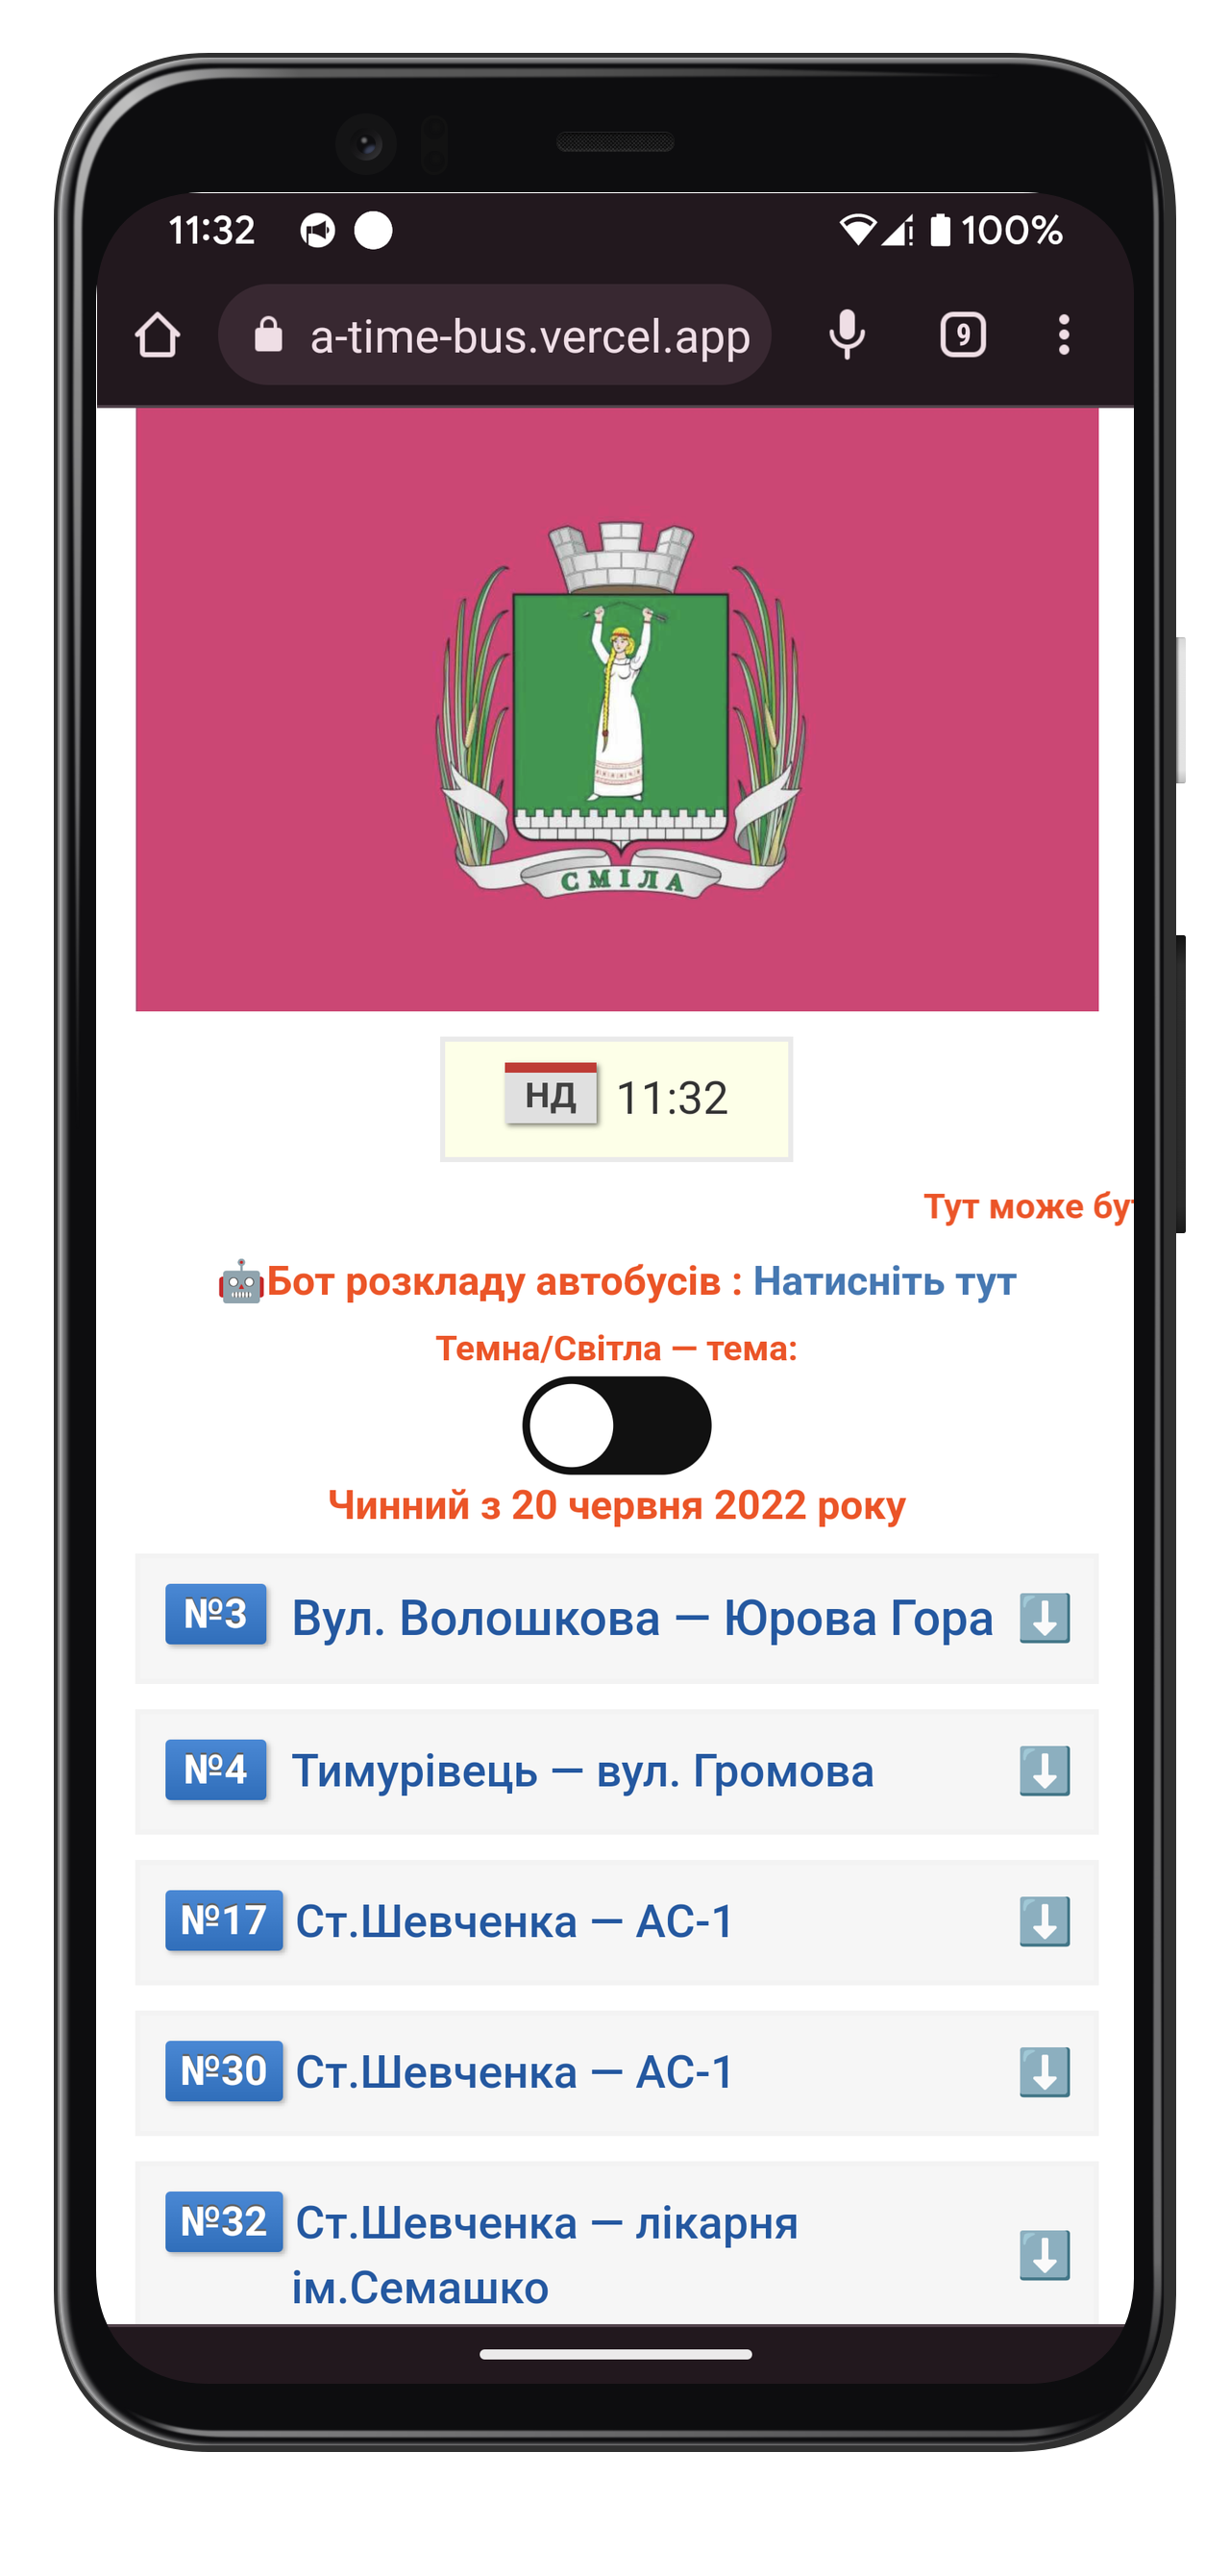 11:32 100%
a-time-bus.vercel.app 9
СМІЛА
НД 11:32
Тут може
🤖Бот розкладу автобусів : Натисніть тут
Темна/Світла — тема:
Чинний з 20 червня 2022 року
№3 Вул. Волошкова — Юрова Гора ⬇️
№4 Тимурівець — вул. Громова ⬇️
№17 Ст.Шевченка — АС-1 ⬇️
№30 Ст.Шевченка — АС-1 ⬇️
№32 Ст.Шевченка — лікарня ⬇️
ім.Семашко